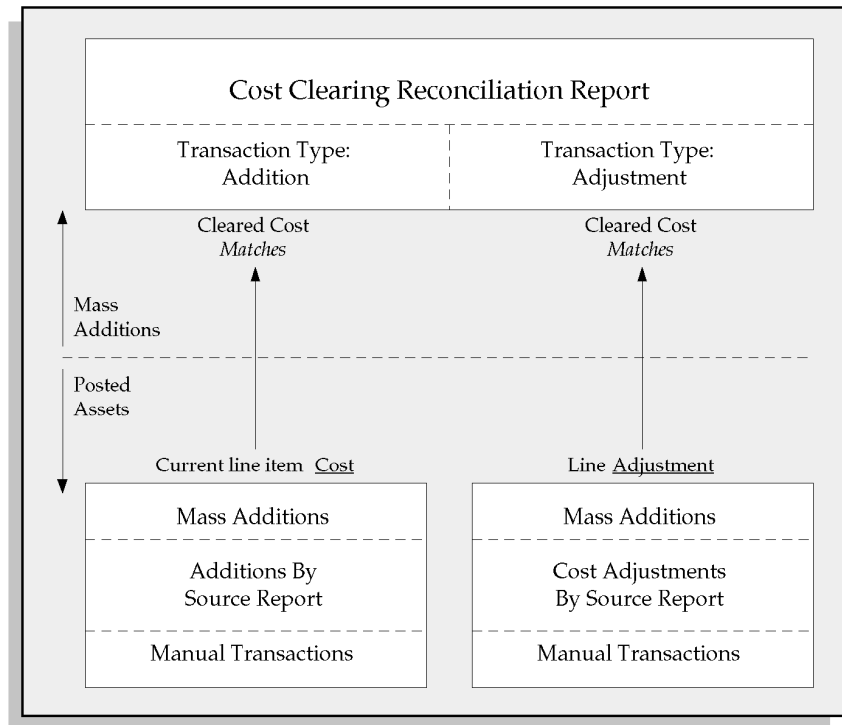 Cost Clearing Reconciliation Report
Transaction Type:
Addition
Transaction Type:
Adjustment
Cleared Cost
Matches
Cleared Cost
Matches
Mass
Additions
Posted
Assets
Current line item Cost
Line Adjustment
Mass Additions
Additions By
Source Report
Manual Transactions
Mass Additions
Cost Adjustments
By Source Report
Manual Transactions